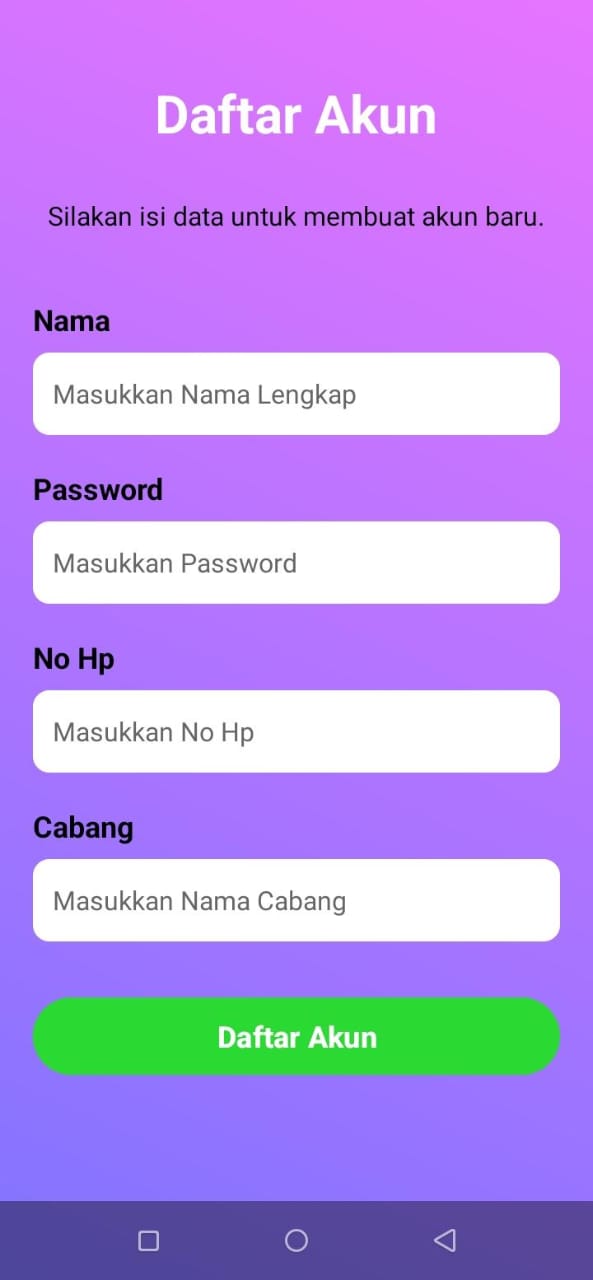 Daftar Akun
Silakan isi data untuk membuat akun baru.
Nama
Masukkan Nama Lengkap
Password
Masukkan Password
No Hp
Masukkan No Hp
Cabang
Masukkan Nama Cabang
Daftar Akun